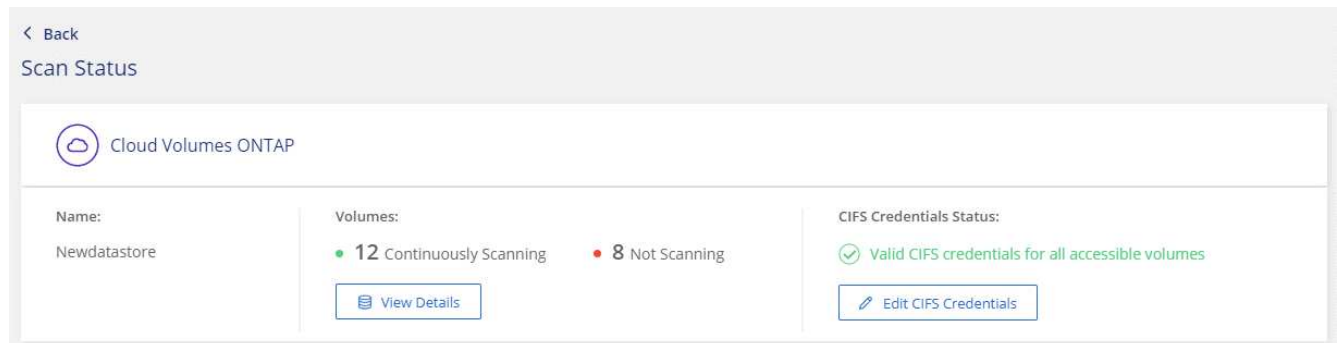 Back
Scan Status
Cloud Volumes ONTAP
Name:
Newdatastore
Volumes:
12 Continuously Scanning
8 Not Scanning
View Details
CIFS Credentials Status:
Valid CIFS credentials for all accessible volumes
Edit CIFS Credentials